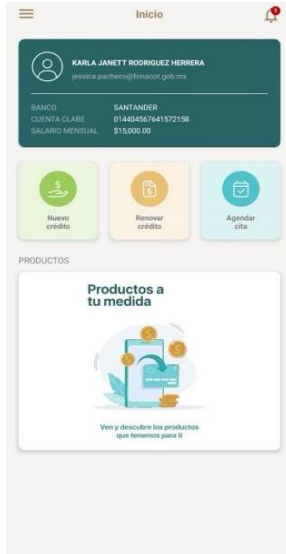 Inicio
KARLA JANETT RODRIGUEZ HERRERA
jessica.pacheco@fonacot.gob.mx
BANCO SANTANDER
CUENTA CLABE 014404567641572158
SALARIO MENSUAL $15,000.00
Nuevo crédito
Renovar crédito
Agendar cita
PRODUCTOS
Productos a
tu medida
Ven y descubre los productos
que tenemos para ti